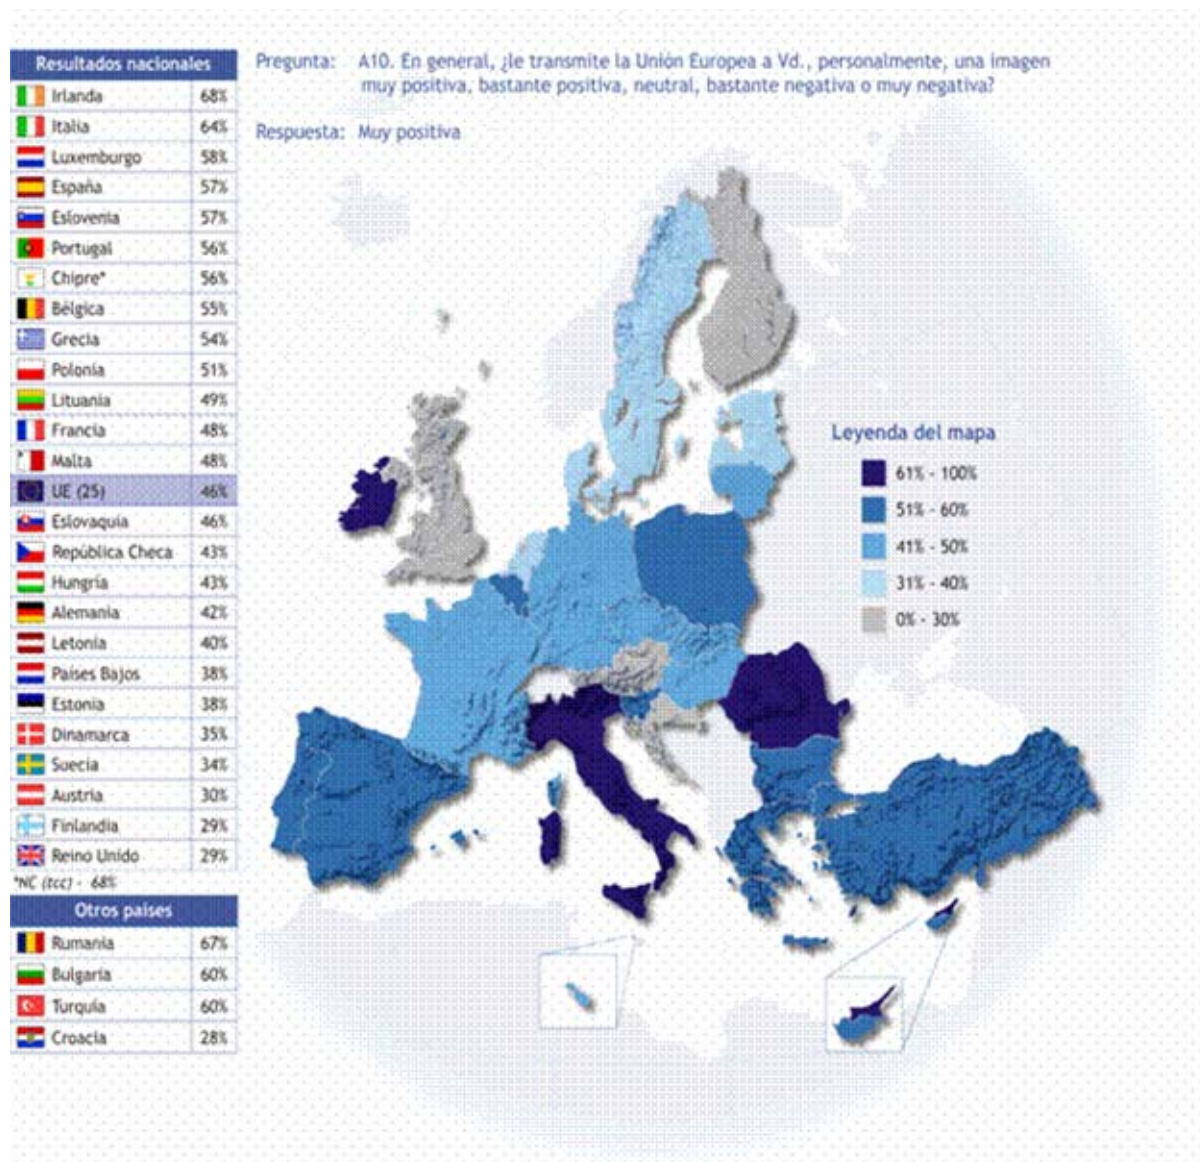 Resultados nacionales
Irlanda 68%
Italia 64%
Luxemburgo 58%
España 57%
Eslovenia 57%
Portugal 56%
Chipre* 56%
Bélgica 55%
Grecia 54%
Polonia 51%
Lituania 49%
Francia 48%
Malta 48%
UE (25) 46%
Eslovaquia 46%
República Checa 43%
Hungría 43%
Alemania 42%
Letonia 40%
Países Bajos 38%
Estonia 38%
Dinamarca 35%
Suecia 34%
Austria 30%
Finlandia 29%
Reino Unido 29%
*NC (tcc) - 68%
Otros países
Rumania 67%
Bulgaria 60%
Turquía 60%
Croacia 28%
Pregunta: A10. En general, ¿le transmite la Unión Europea a Vd., personalmente, una imagen
muy positiva, bastante positiva, neutral, bastante negativa o muy negativa?
Respuesta: Muy positiva
Leyenda del mapa
61% - 100%
51% - 60%
41% - 50%
31% - 40%
0% - 30%